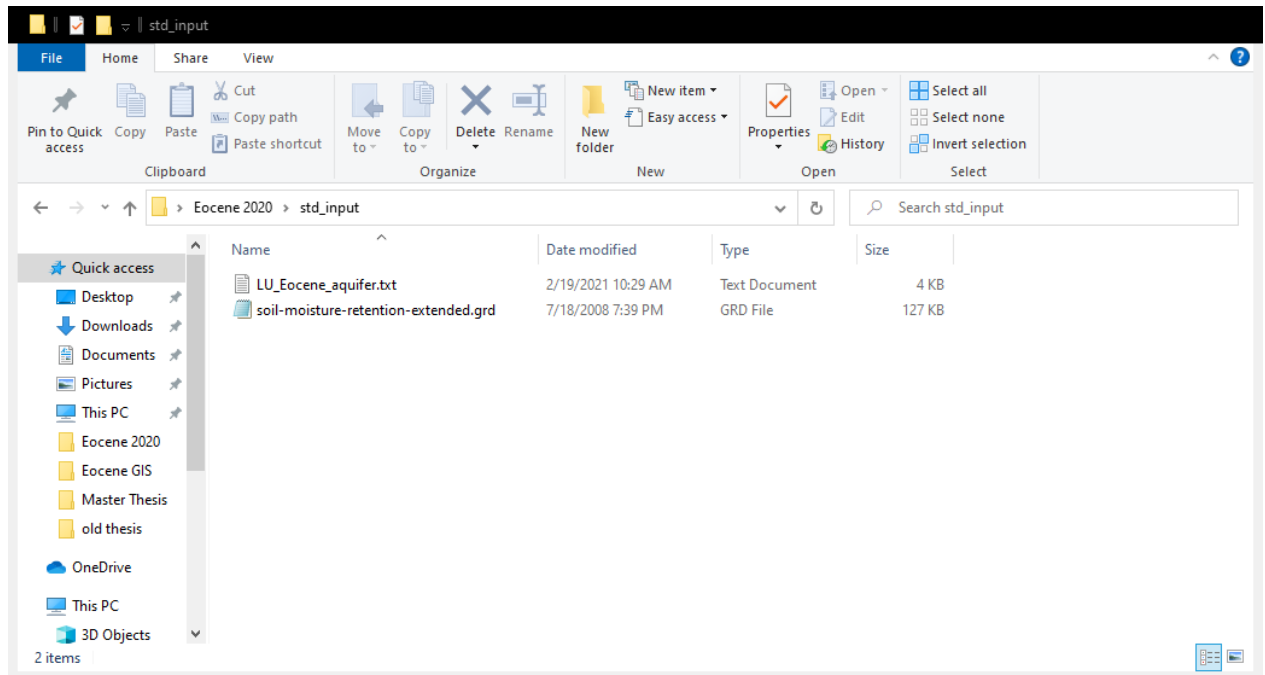 std_input
File Home Share View
Pin to Quick access
Copy
Paste
Cut
Copy path
Paste shortcut
Clipboard
Move to
Copy to
Delete
Rename
Organize
New folder
New item
Easy access
New
Properties
Open
Edit
History
Open
Select all
Select none
Invert selection
Select
Eocene 2020 › std_input
Search std_input
Name Date modified Type Size
LU_Eocene_aquifer.txt 2/19/2021 10:29 AM Text Document 4 KB
soil-moisture-retention-extended.grd 7/18/2008 7:39 PM GRD File 127 KB
Quick access
Desktop
Downloads
Documents
Pictures
This PC
Eocene 2020
Eocene GIS
Master Thesis
old thesis
OneDrive
This PC
3D Objects
2 items